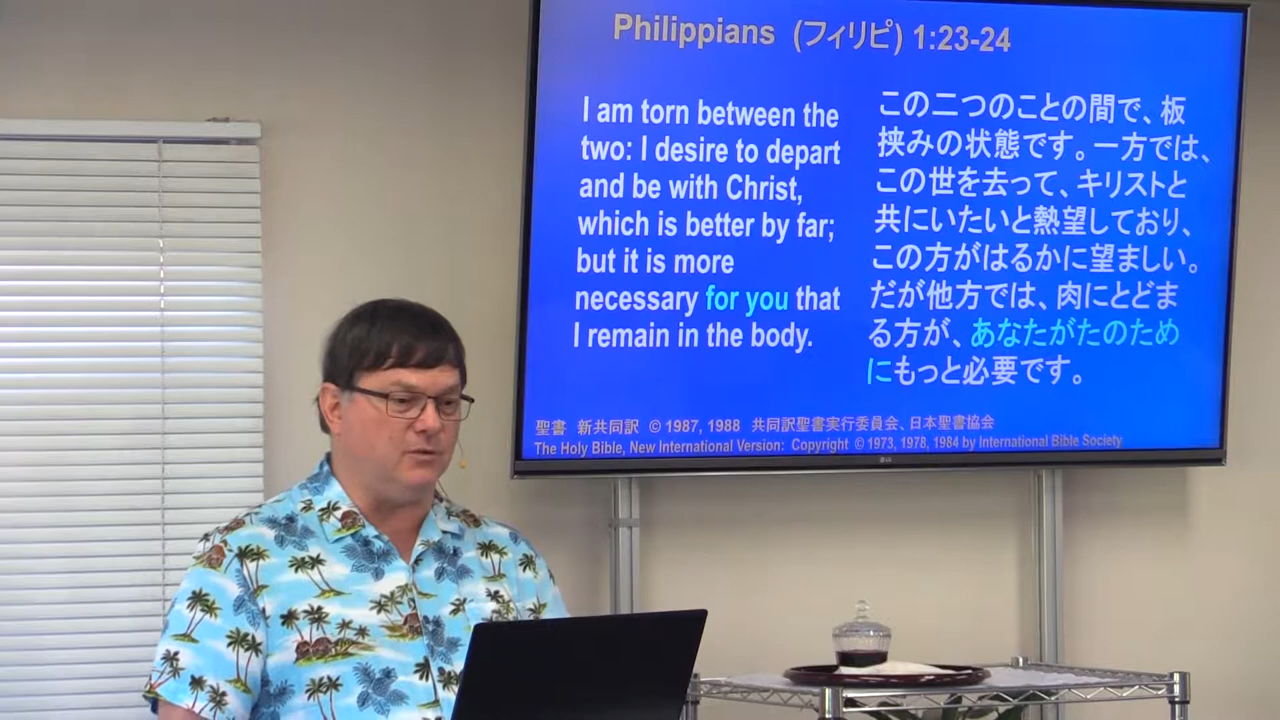 Philippians (フィリピ) 1:23-24
I am torn between the
two: I desire to depart
and be with Christ,
which is better by far;
but it is more
necessary for you that
I remain in the body.
この二つのことの間で、板
挟みの状態です。一方では、
この世を去って、キリストと
共にいたいと熱望しており、
この方がはるかに望ましい。
だが他方では、肉にとどま
る方が、あなたがたのため
にもっと必要です。
聖書 新共同訳 © 1987, 1988 共同訳聖書実行委員会、日本聖書協会
The Holy Bible, New International Version: Copyright © 1973, 1978, 1984 by International Bible Society
LG